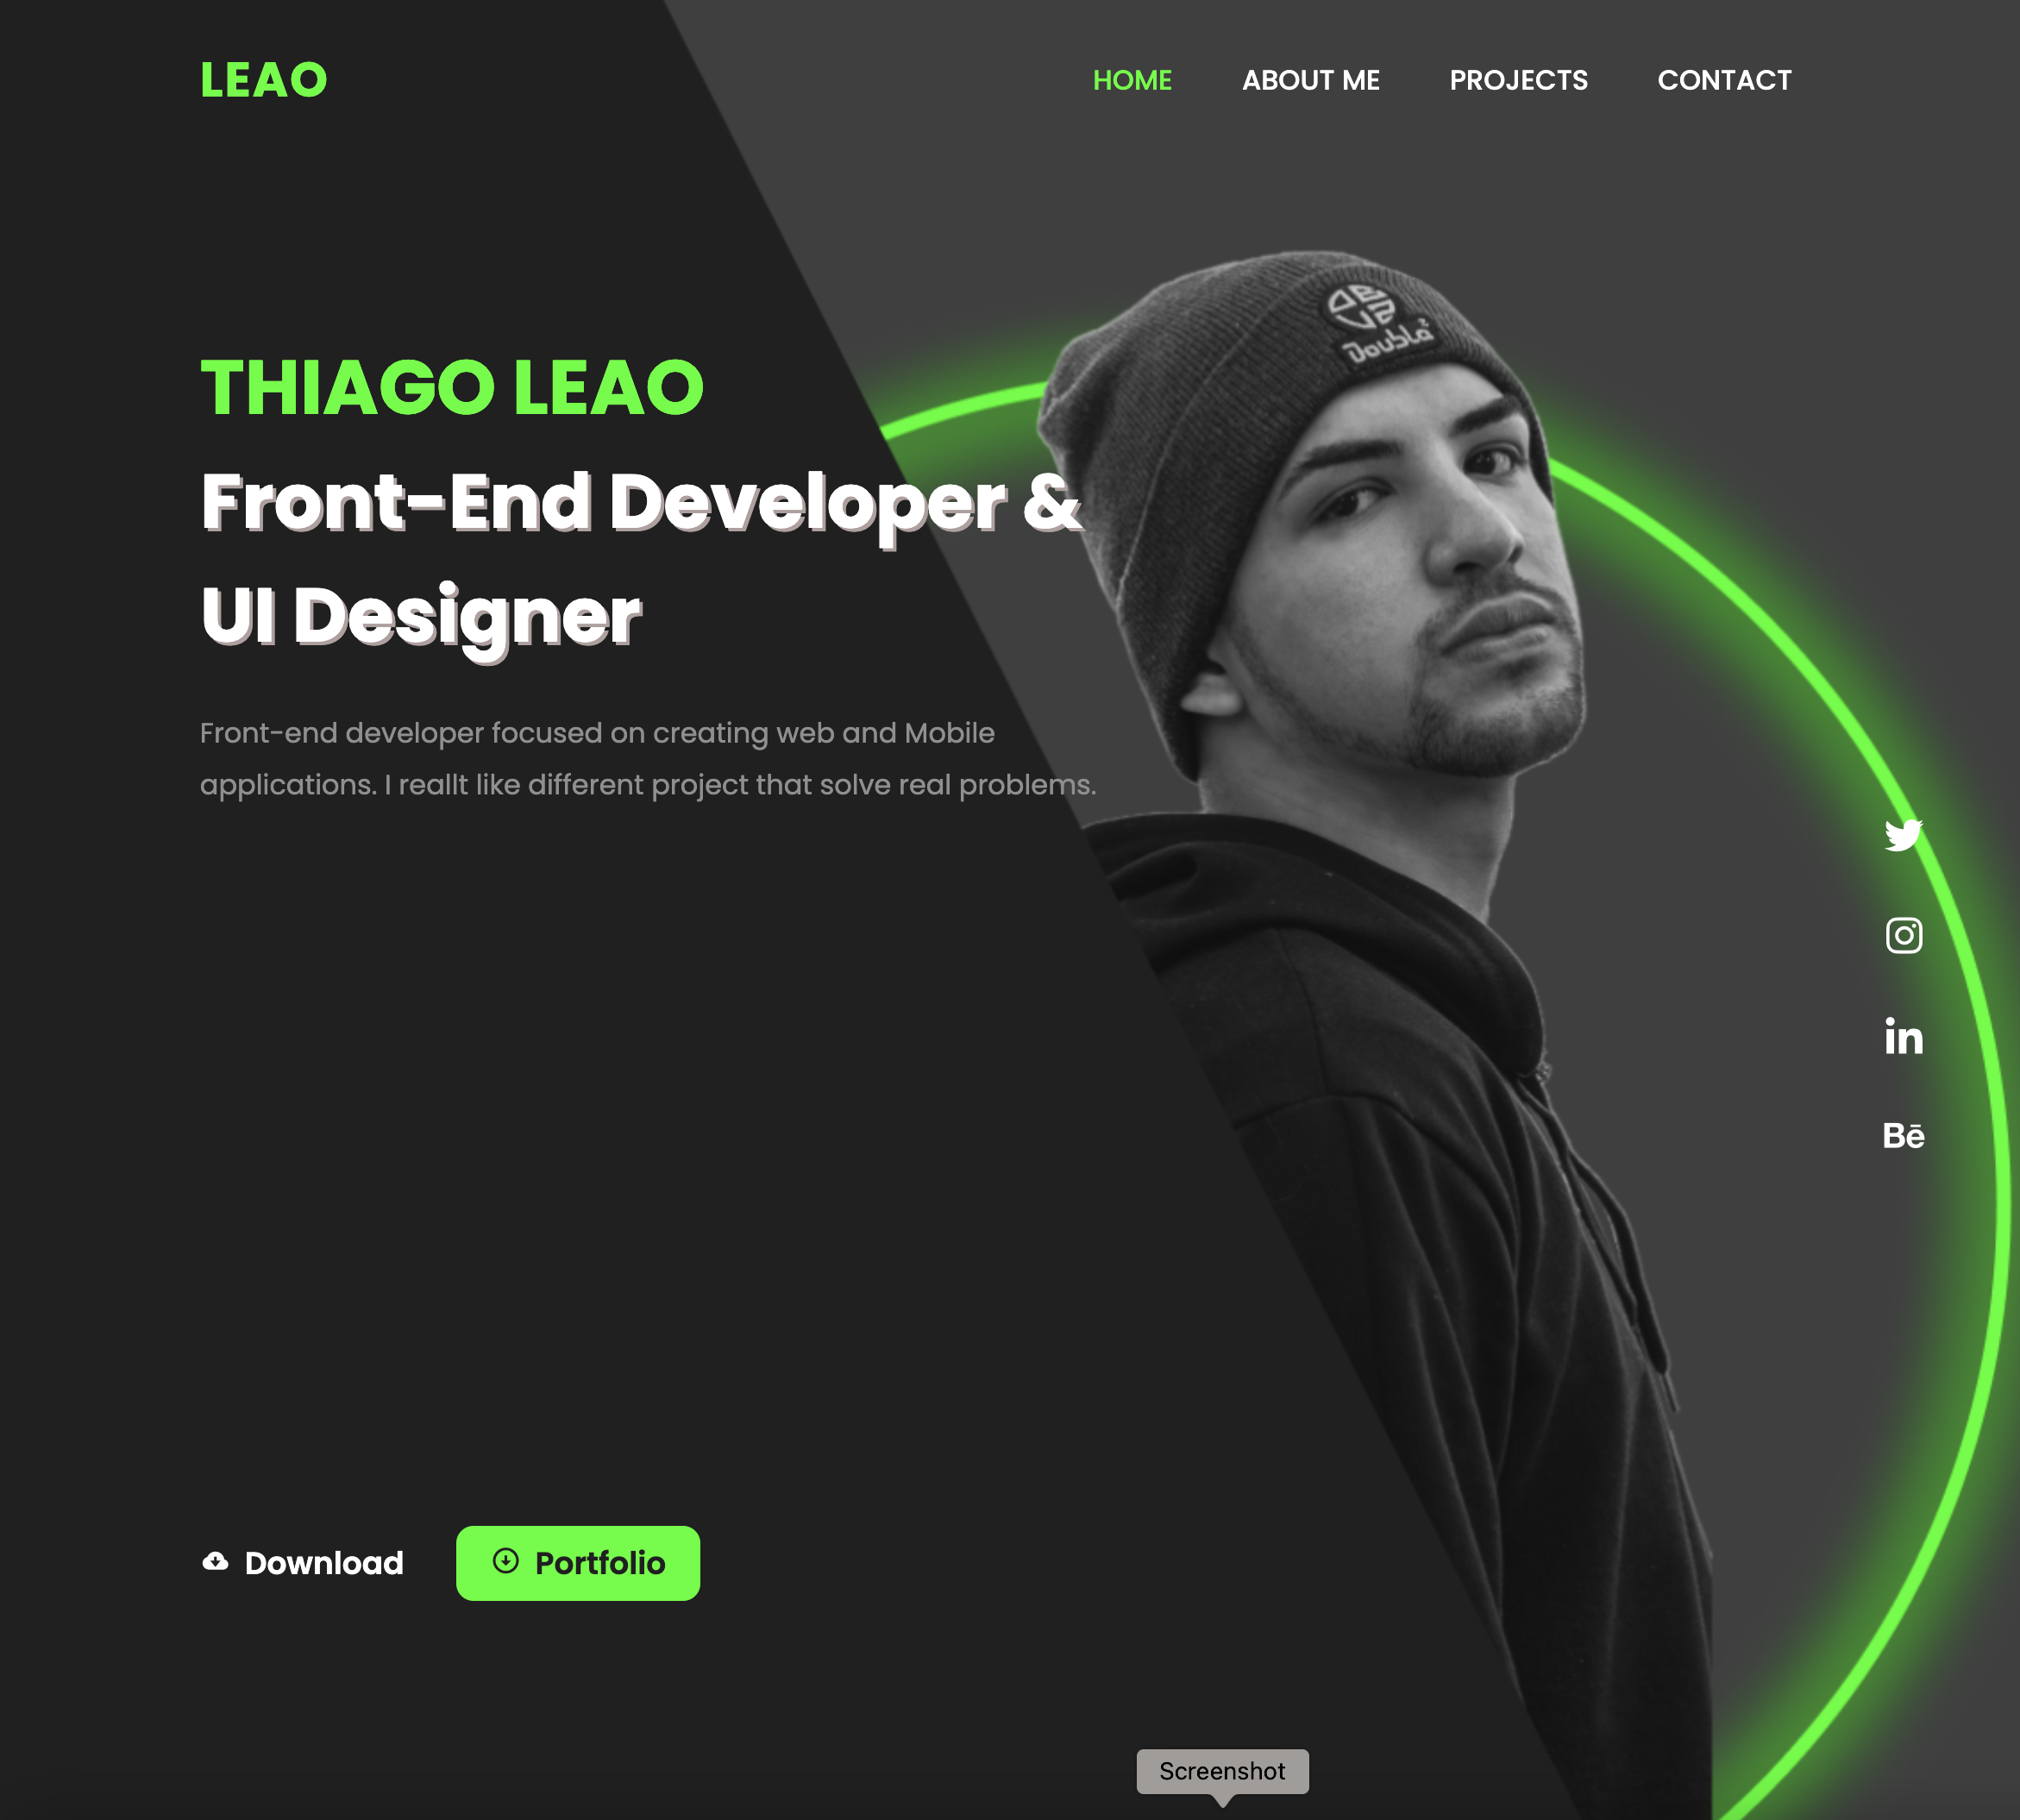 LEAO
HOME ABOUT ME PROJECTS CONTACT
THIAGO LEAO
Front-End Developer &
UI Designer
Front-end developer focused on creating web and Mobile
applications. I reallt like different project that solve real problems.
Doubla2
in
Bē
Download
Portfolio
Screenshot